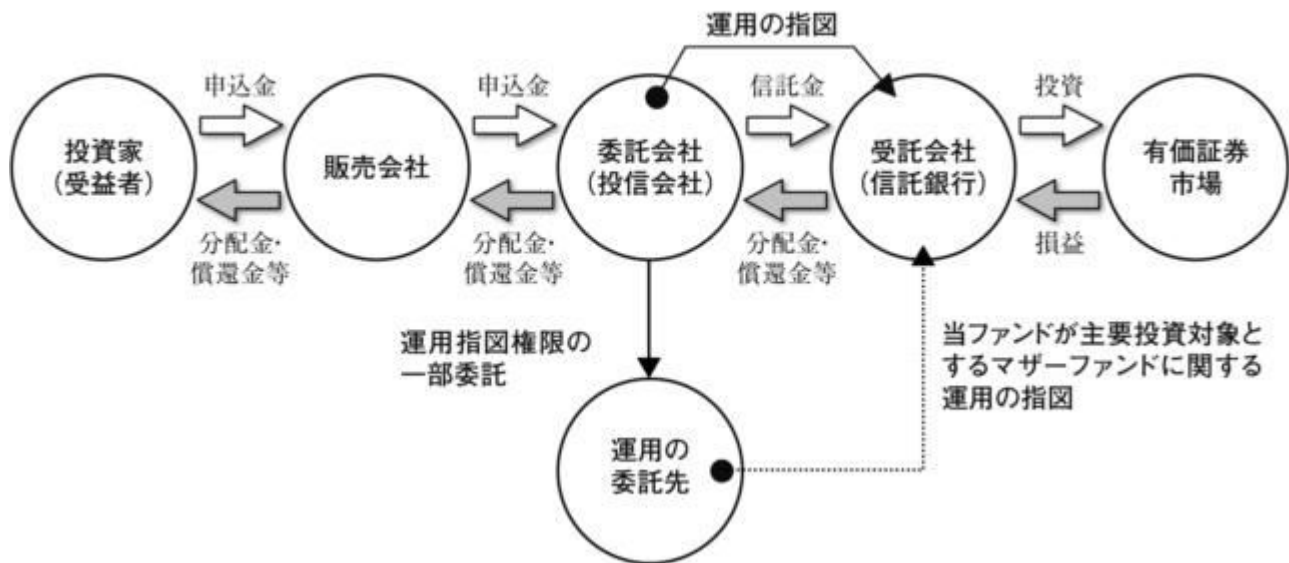 運用の指図
申込金
申込金
信託金
投資
投資家
(受益者)
販売会社
委託会社
(投信会社)
受託会社
(信託銀行)
有価証券
市場
分配金・
償還金等
分配金・
償還金等
分配金・
償還金等
損益
運用指図権限の
一部委託
当ファンドが主要投資対象と
するマザーファンドに関する
運用の指図
運用の
委託先